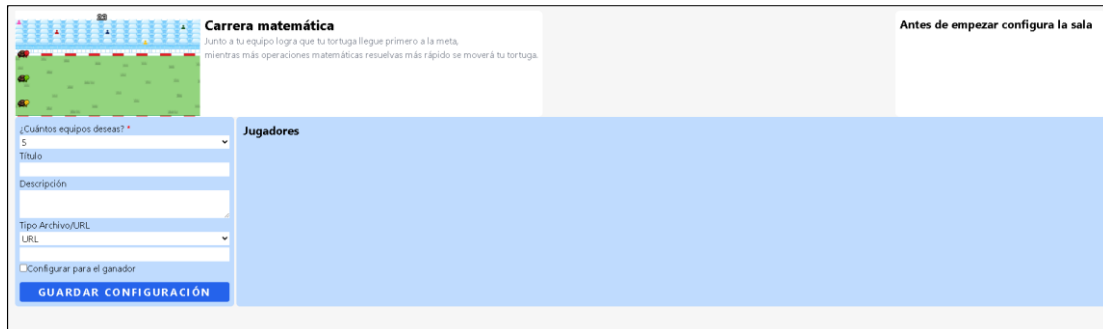 Carrera matemática
Junto a tu equipo logra que tu tortuga llegue primero a la meta,
mientras más operaciones matemáticas resuelvas más rápido se moverá tu tortuga.
Antes de empezar configura la sala
¿Cuántos equipos deseas? *
5
Título
Descripción
Tipo Archivo/URL
URL
Configurar para el ganador
GUARDAR CONFIGURACIÓN
Jugadores